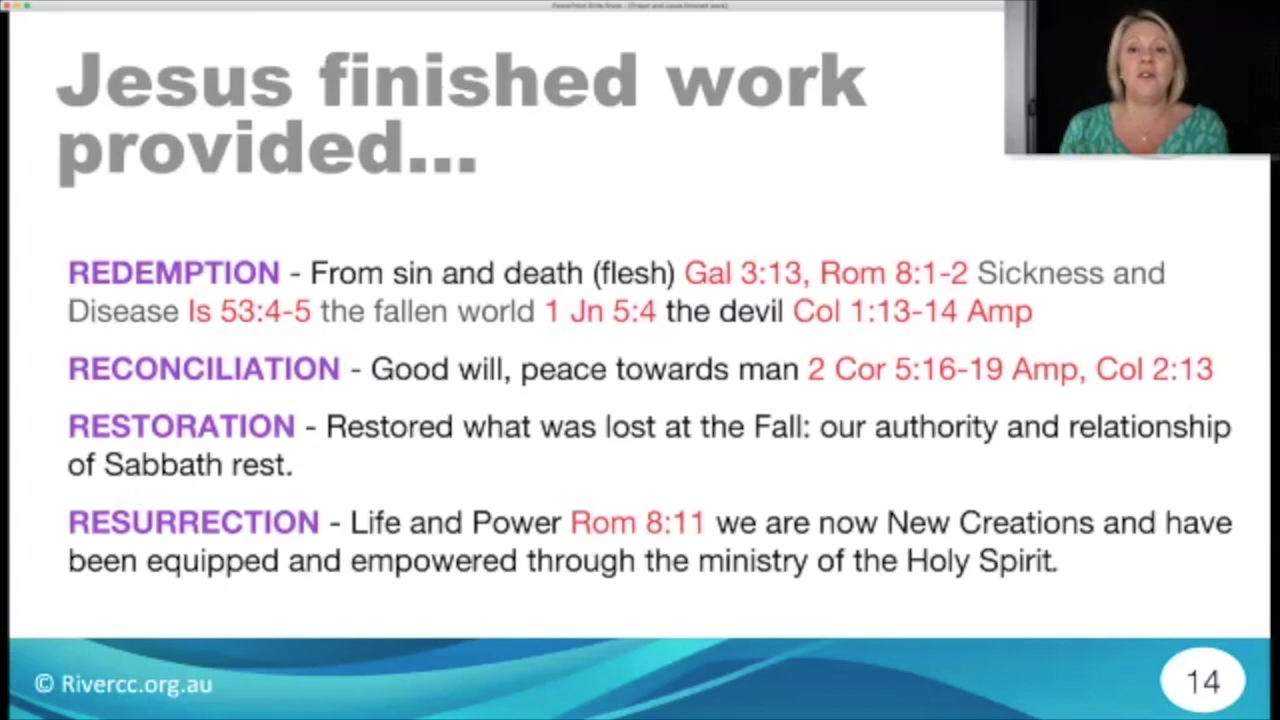 Jesus finished work
provided...
REDEMPTION - From sin and death (flesh) Gal 3:13, Rom 8:1-2 Sickness and
Disease Is 53:4-5 the fallen world 1 Jn 5:4 the devil Col 1:13-14 Amp
RECONCILIATION - Good will, peace towards man 2 Cor 5:16-19 Amp, Col 2:13
RESTORATION - Restored what was lost at the Fall: our authority and relationship
of Sabbath rest.
RESURRECTION - Life and Power Rom 8:11 we are now New Creations and have
been equipped and empowered through the ministry of the Holy Spirit.
© Rivercc.org.au
14